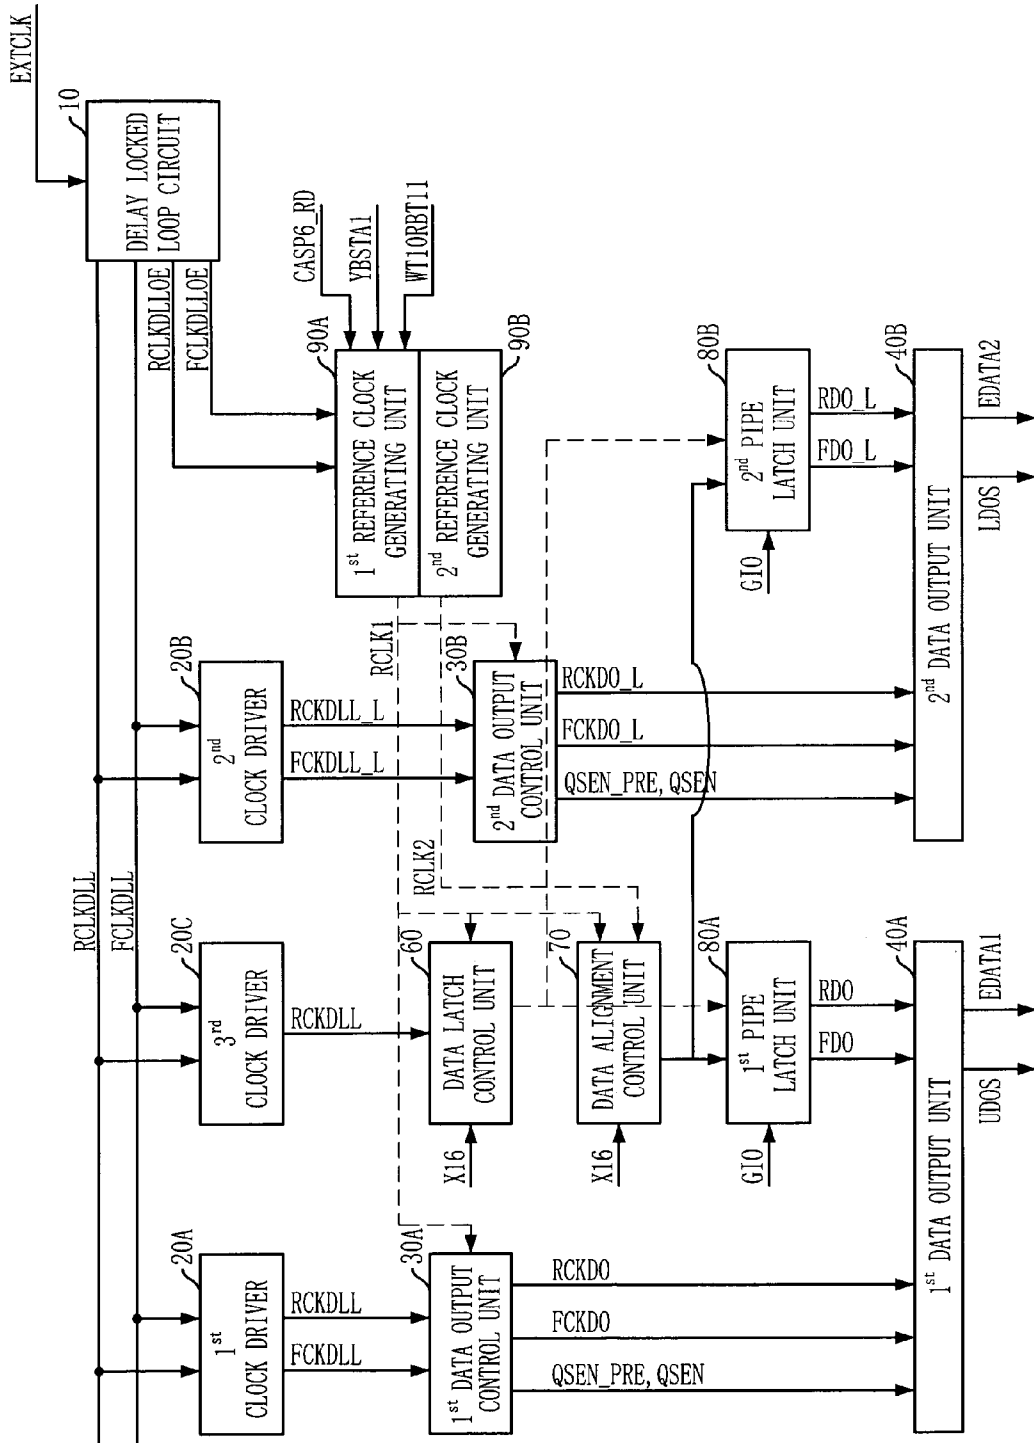 EXTCLK
10
DELAY LOCKED
LOOP CIRCUIT
RCLKDLL
FCLKDLL
RCLKDLLOE
FCLKDLLOE
20A
1st
CLOCK DRIVER
20C
3rd
CLOCK DRIVER
20B
2nd
CLOCK DRIVER
FCKDLL
RCKDLL
RCKDLL
FCKDLL_L
RCKDLL_L
CASP6_RD
YBSTA1
WT10RBT11
90A
1st REFERENCE CLOCK
GENERATING UNIT
2nd REFERENCE CLOCK
GENERATING UNIT
90B
RCLK1
RCLK2
30A
1st DATA OUTPUT
CONTROL UNIT
60
DATA LATCH
CONTROL UNIT
X16
30B
2nd DATA OUTPUT
CONTROL UNIT
70
DATA ALIGNMENT
CONTROL UNIT
X16
QSEN_PRE, QSEN
FCKDO
RCKDO
QSEN_PRE, QSEN
FCKDO_L
RCKDO_L
80A
1st PIPE
LATCH UNIT
GIO
FDO
RDO
80B
2nd PIPE
LATCH UNIT
GIO
FDO_L
RDO_L
40A
1st DATA OUTPUT UNIT
40B
2nd DATA OUTPUT UNIT
UDOS
EDATA1
LDOS
EDATA2